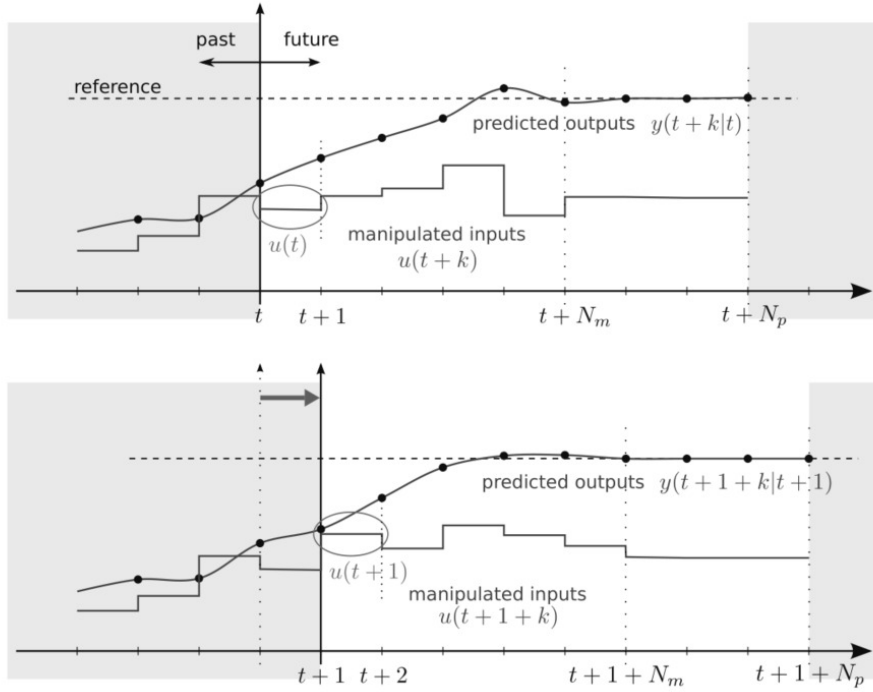 past future
reference
predicted outputs y(t + k|t)
u(t)
manipulated inputs
u(t + k)
t t + 1 t + N_m t + N_p
predicted outputs y(t + 1 + k|t + 1)
u(t + 1)
manipulated inputs
u(t + 1 + k)
t + 1 t + 2 t + 1 + N_m t + 1 + N_p